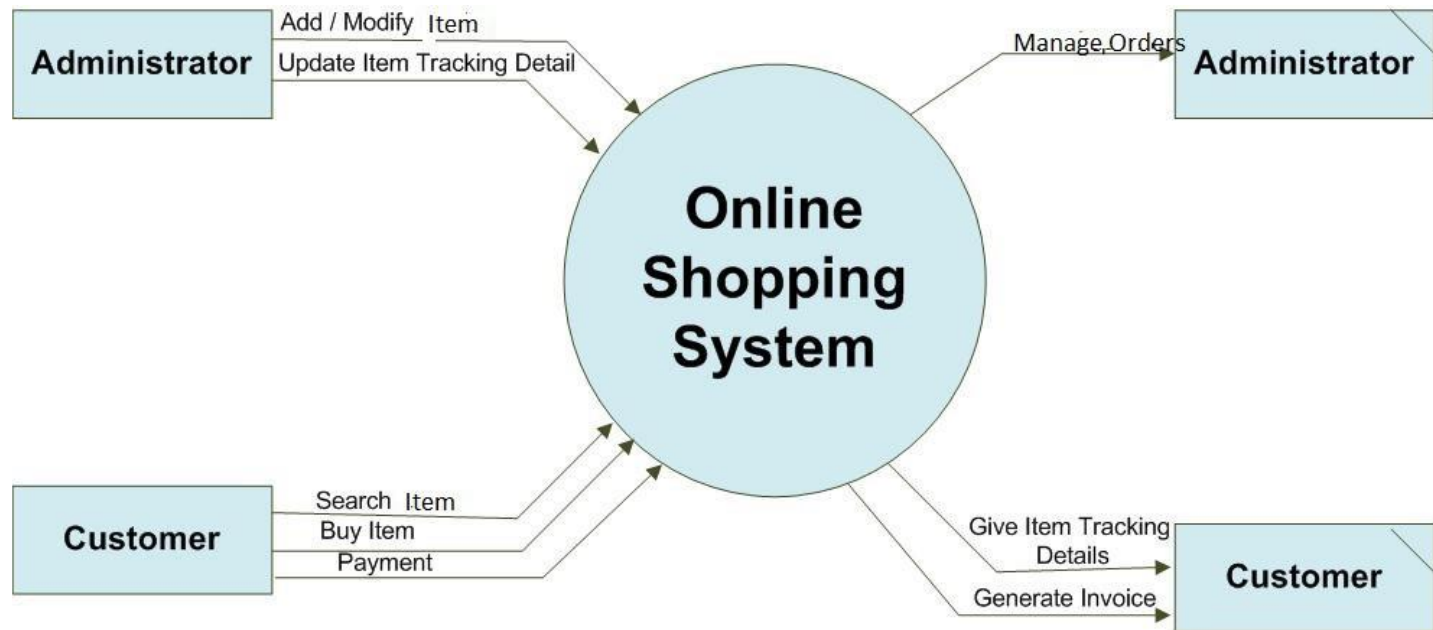 Administrator
Add / Modify Item
Update Item Tracking Detail
Manage Orders
Administrator
Online
Shopping
System
Customer
Search Item
Buy Item
Payment
Give Item Tracking
Details
Generate Invoice
Customer